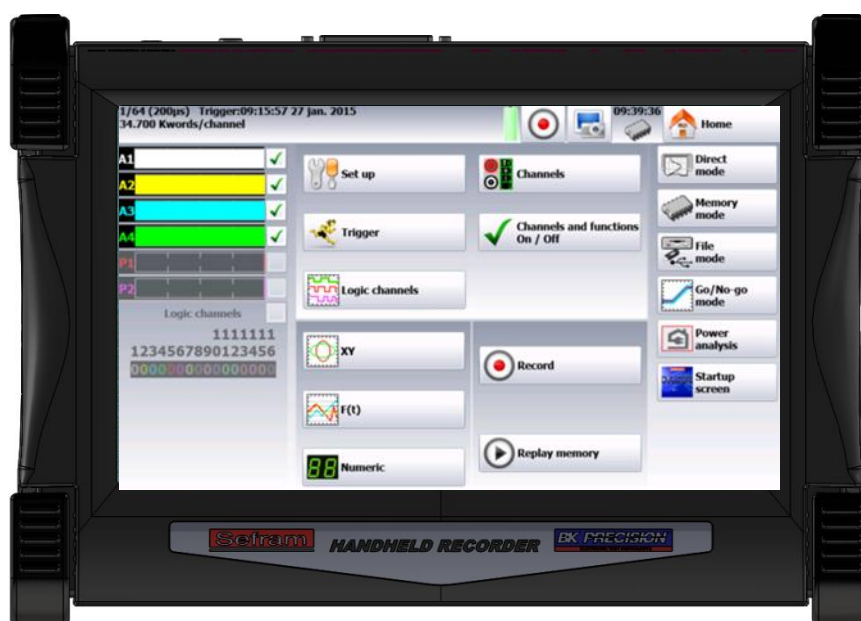 1/64 (200µs) Trigger:09:15:57 27 jan. 2015
34.700 Kwords/channel
09:39:36
Home
A1
A2
A3
A4
P1
P2
Logic channels
1111111
1234567890123456
0000000000000000
Set up
Channels
Trigger
Channels and functions
On / Off
Logic channels
XY
F(t)
88 Numeric
Record
Replay memory
Direct
mode
Memory
mode
File
mode
Go/No-go
mode
Power
analysis
Startup
screen
Sefram HANDHELD RECORDER BK PRECISION